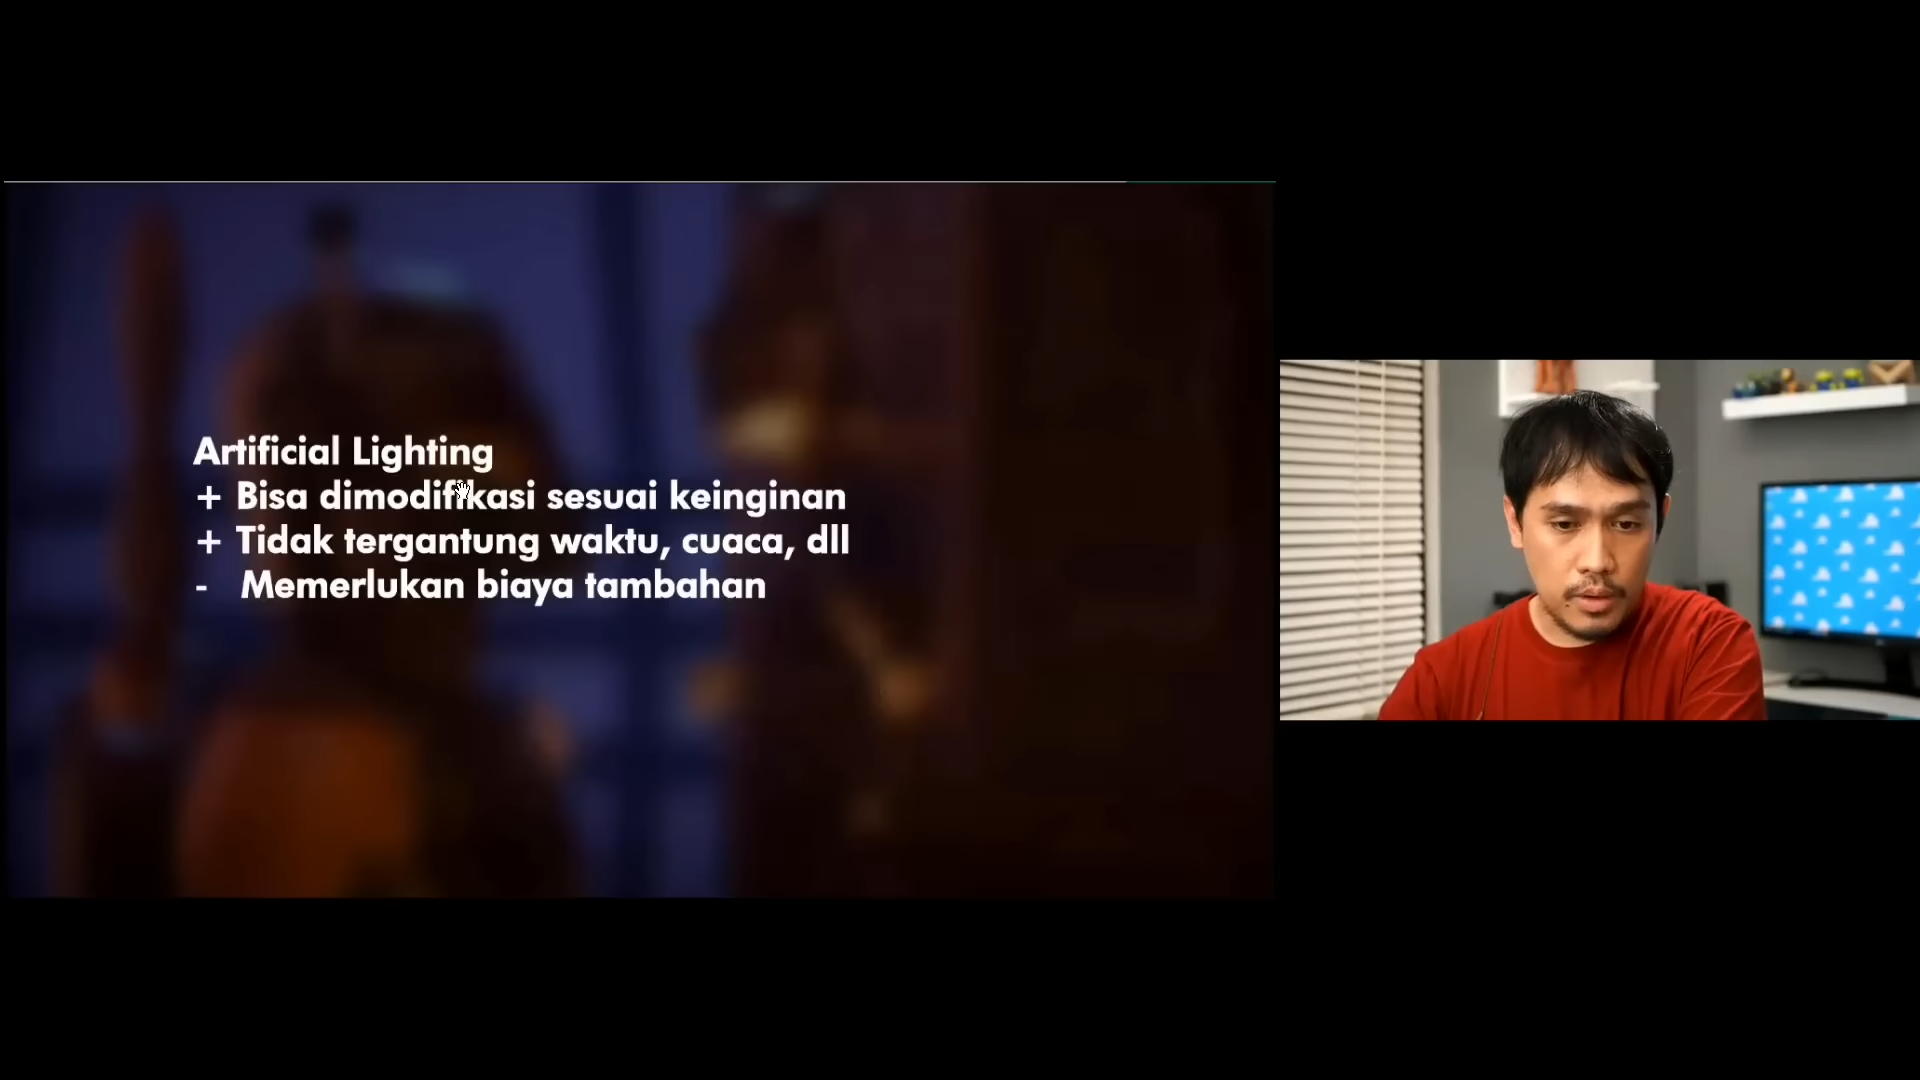 Artificial Lighting
+ Bisa dimodifikasi sesuai keinginan
+ Tidak tergantung waktu, cuaca, dll
- Memerlukan biaya tambahan